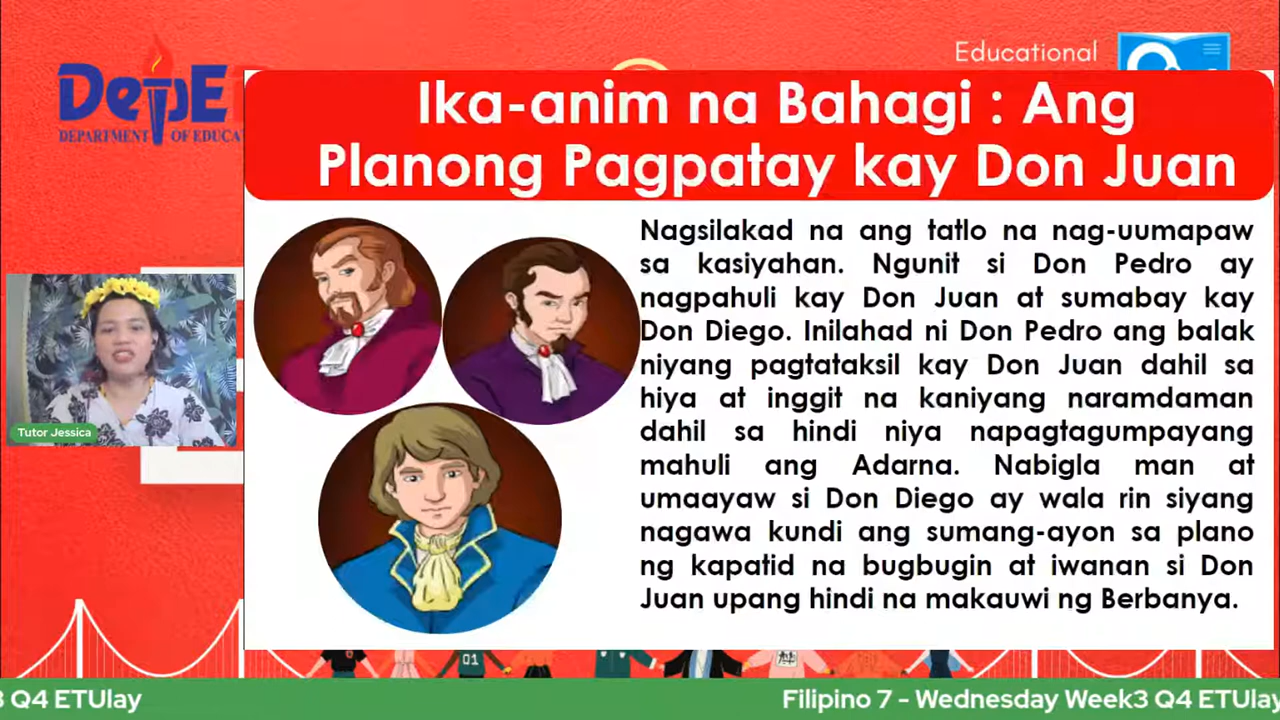 Educational
DepED
DEPARTMENT OF EDUCA
Ika-anim na Bahagi : Ang
Planong Pagpatay kay Don Juan
Nagsilakad na ang tatlo na nag-uumapaw
sa kasiyahan. Ngunit si Don Pedro ay
nagpahuli kay Don Juan at sumabay kay
Don Diego. Inilahad ni Don Pedro ang balak
niyang pagtataksil kay Don Juan dahil sa
hiya at inggit na kaniyang naramdaman
dahil sa hindi niya napagtagumpayang
mahuli ang Adarna. Nabigla man at
umaayaw si Don Diego ay wala rin siyang
nagawa kundi ang sumang-ayon sa plano
ng kapatid na bugbugin at iwanan si Don
Juan upang hindi na makauwi ng Berbanya.
Tutor Jessica
Q1
3 Q4 ETUlay
Filipino 7 - Wednesday Week3 Q4 ETUlay